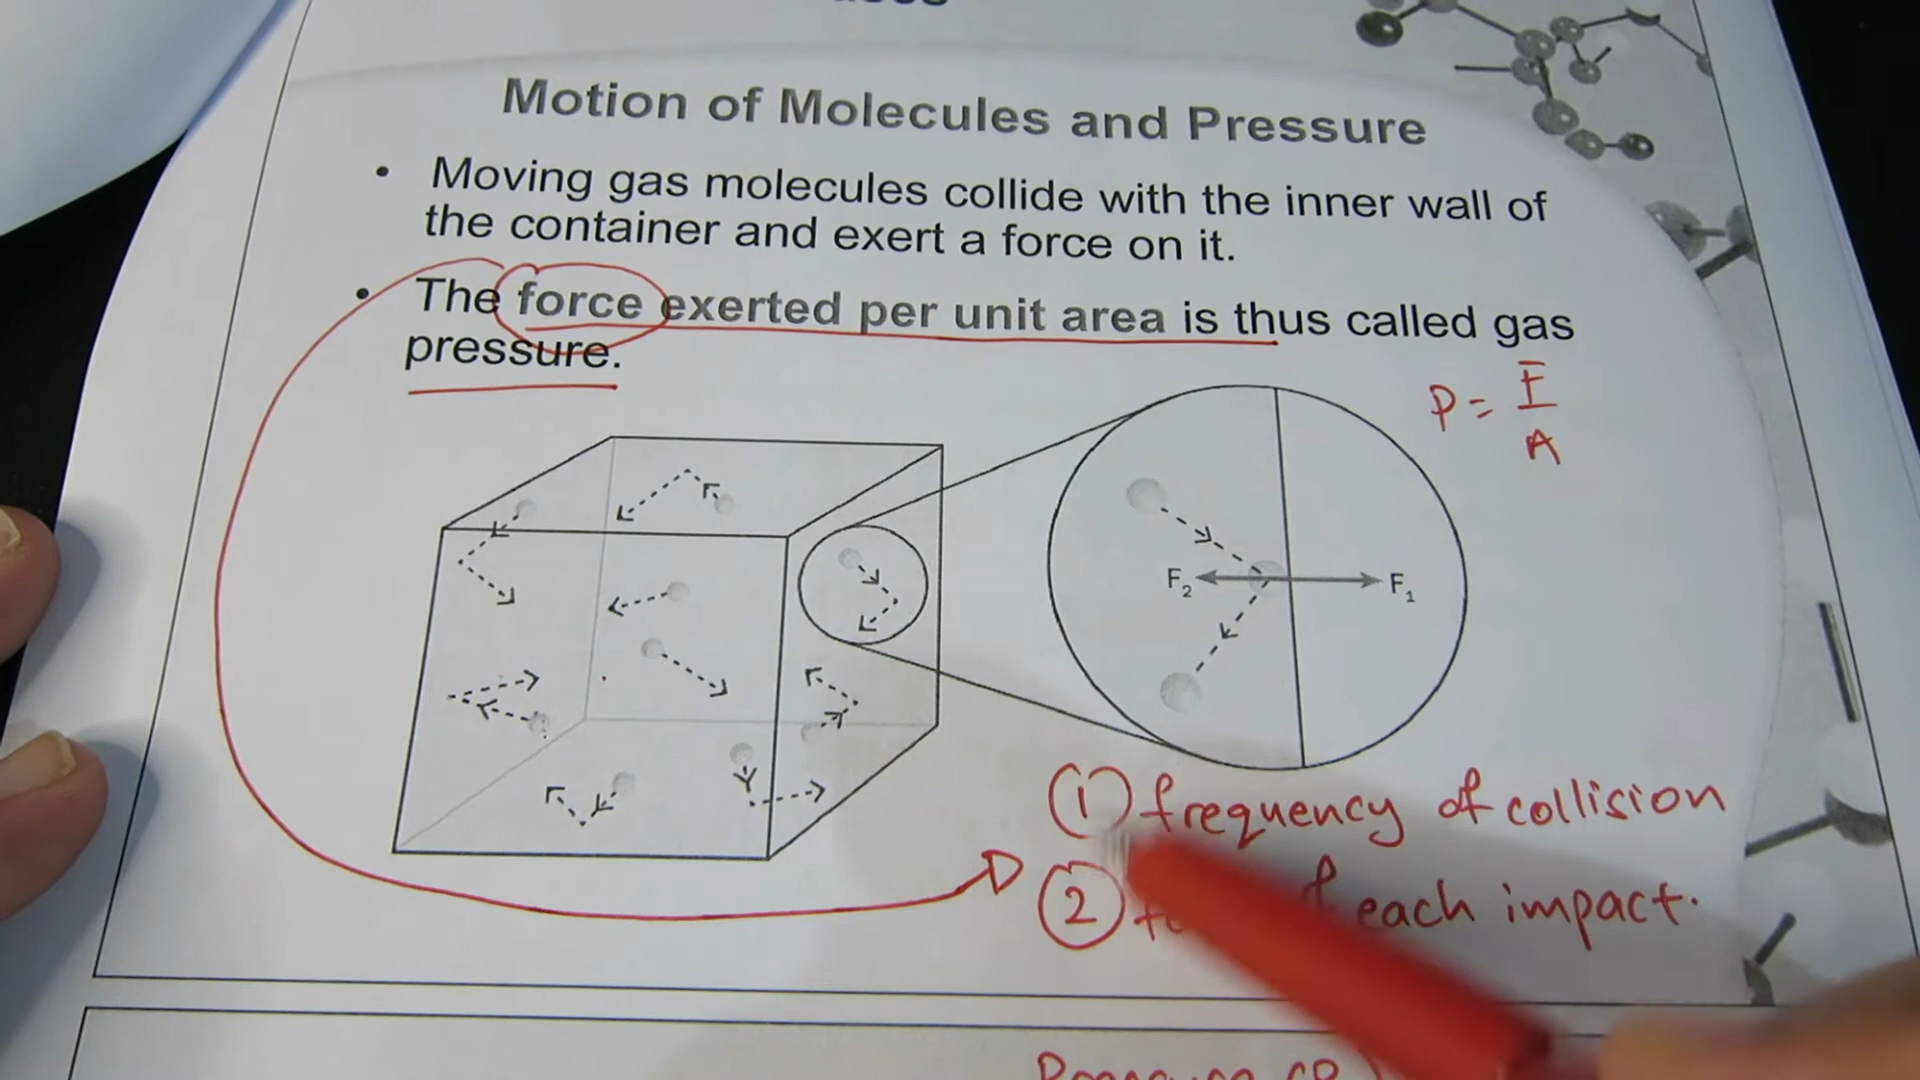 Motion of Molecules and Pressure
• Moving gas molecules collide with the inner wall of
the container and exert a force on it.
• The force exerted per unit area is thus called gas
pressure.
P = F
A
F2
F1
① frequency of collision
② each impact.